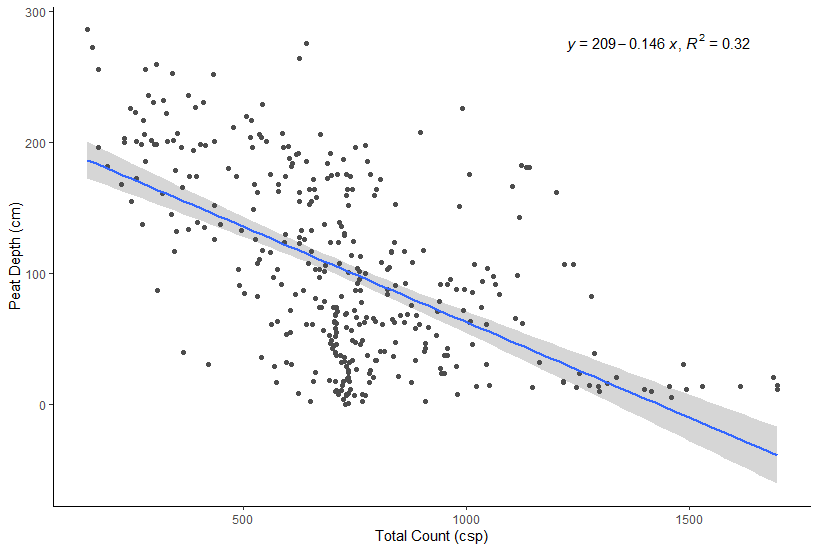 y = 209 − 0.146 x, R² = 0.32
300
200
100
0
Peat Depth (cm)
500 1000 1500
Total Count (csp)